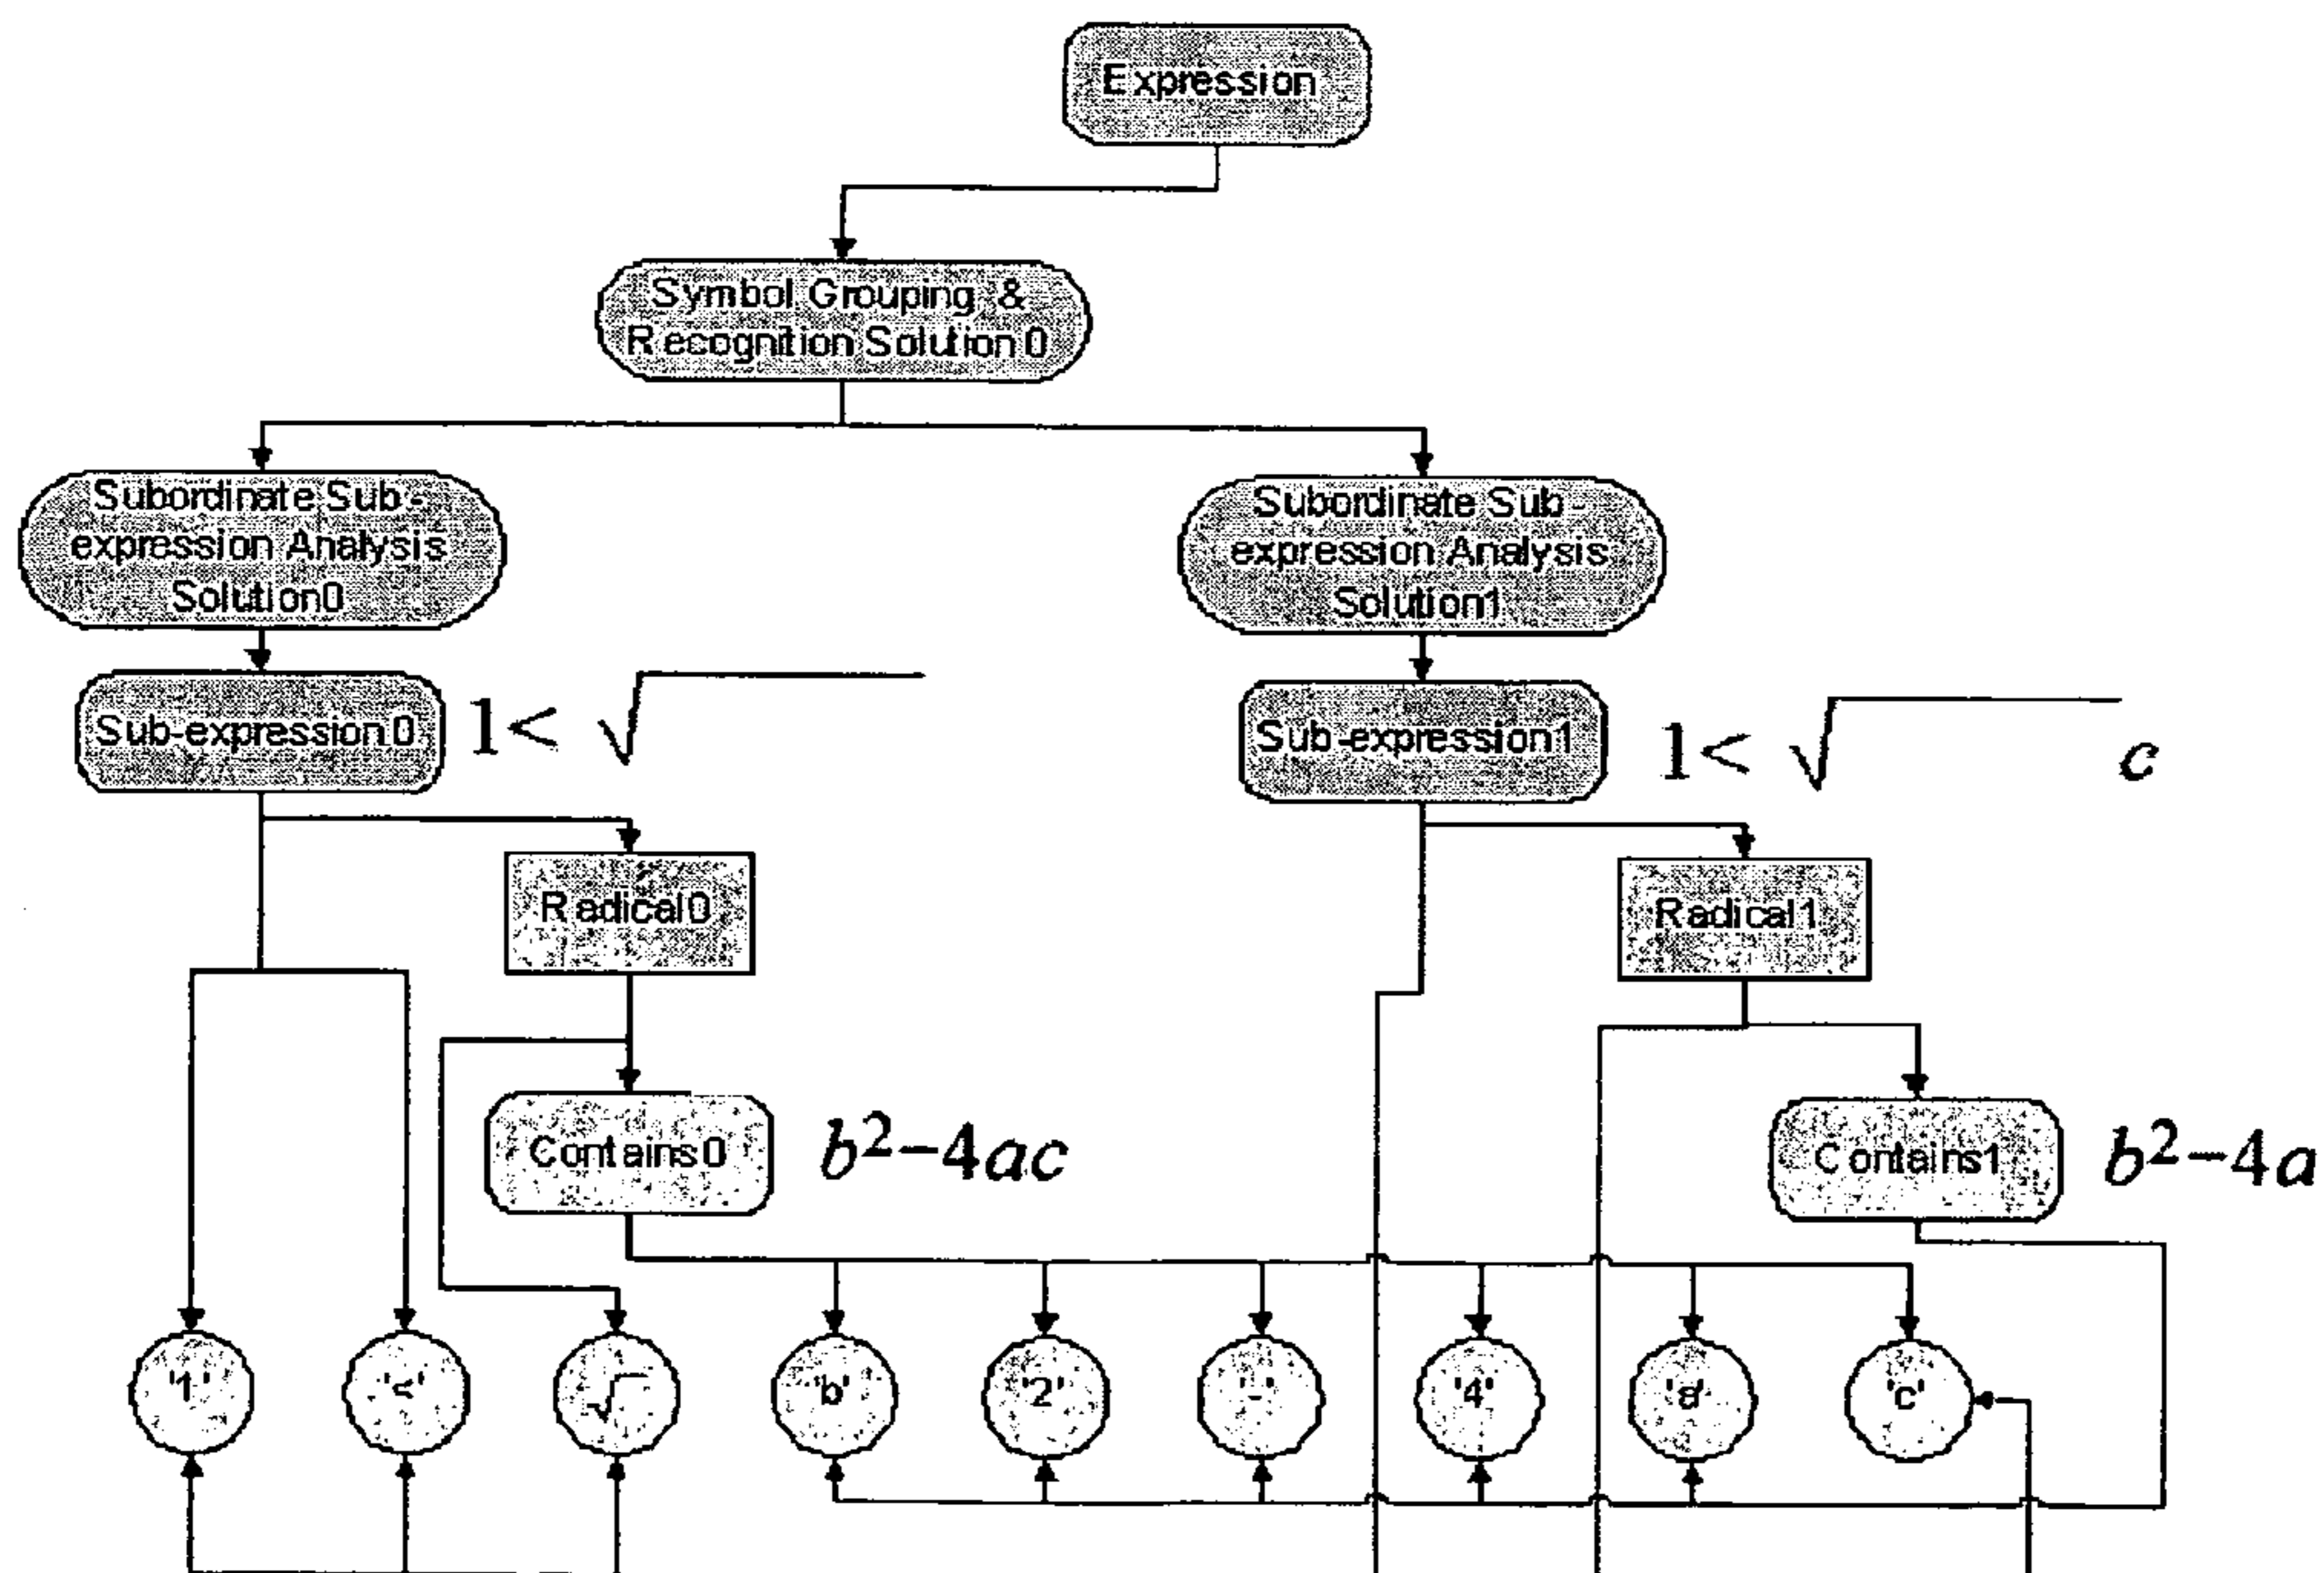 Expression
Symbol Grouping &
Recognition Solution0
Subordinate Sub-
expression Analysis
Solution0
Subordinate Sub-
expression Analysis
Solution1
Sub-expression0
1< √
Sub-expression1
1< √ c
Radical0
Radical1
Contains0
b²-4ac
Contains1
b²-4a
'1' '<' √ 'b' '2' '-' '4' 'a' 'c'